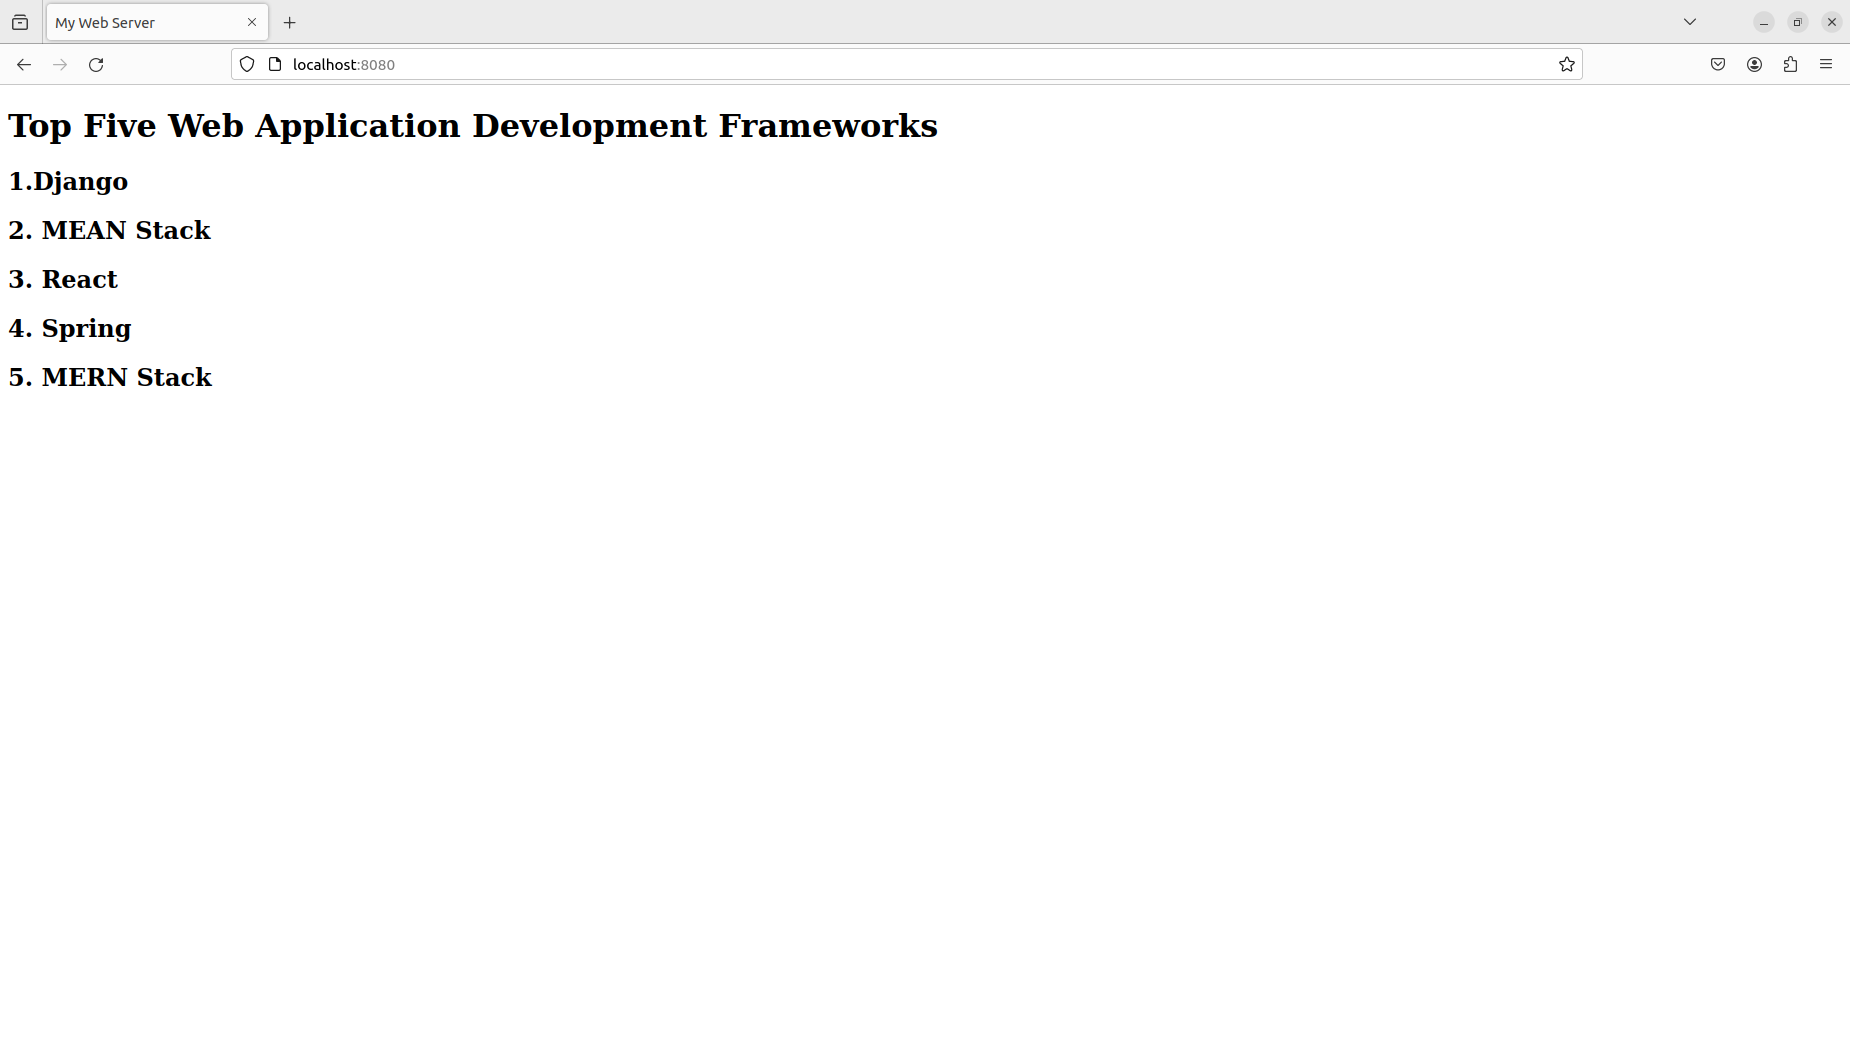 My Web Server
localhost:8080
Top Five Web Application Development Frameworks
1.Django
2. MEAN Stack
3. React
4. Spring
5. MERN Stack